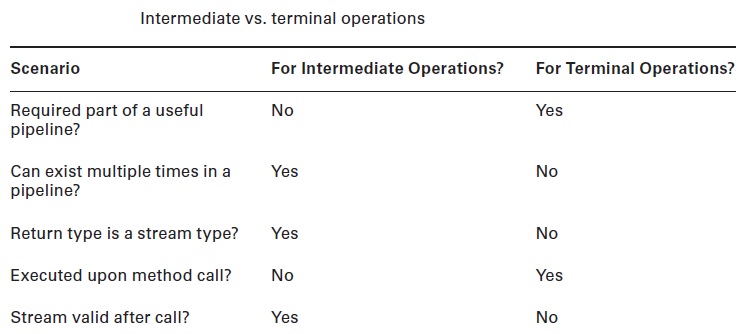 Intermediate vs. terminal operations
Scenario For Intermediate Operations? For Terminal Operations?
Required part of a useful No Yes
pipeline?
Can exist multiple times in a Yes No
pipeline?
Return type is a stream type? Yes No
Executed upon method call? No Yes
Stream valid after call? Yes No